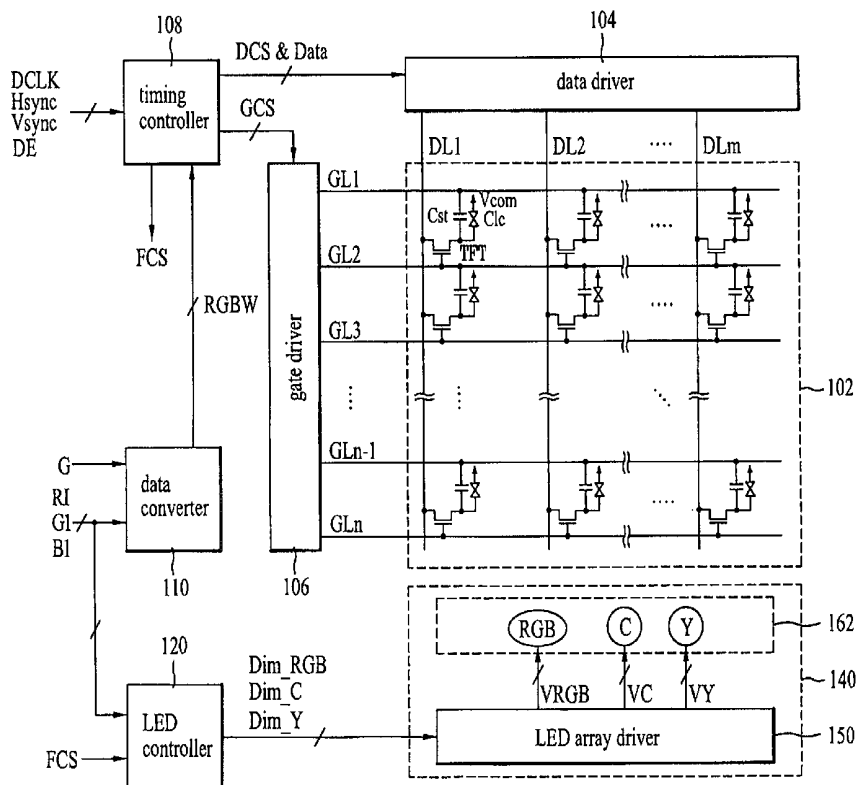 108
DCS & Data
104
DCLK
Hsync
Vsync
DE
timing
controller
data driver
GCS
DL1
DL2
....
DLm
GL1
Vcom
Cst
Clc
....
FCS
TFT
GL2
....
RGBW
GL3
gate driver
102
GLn-1
G
RI
G1
B1
data
converter
....
GLn
110
106
162
RGB
C
Y
120
Dim_RGB
Dim_C
Dim_Y
VRGB
VC
VY
140
LED
controller
LED array driver
150
FCS